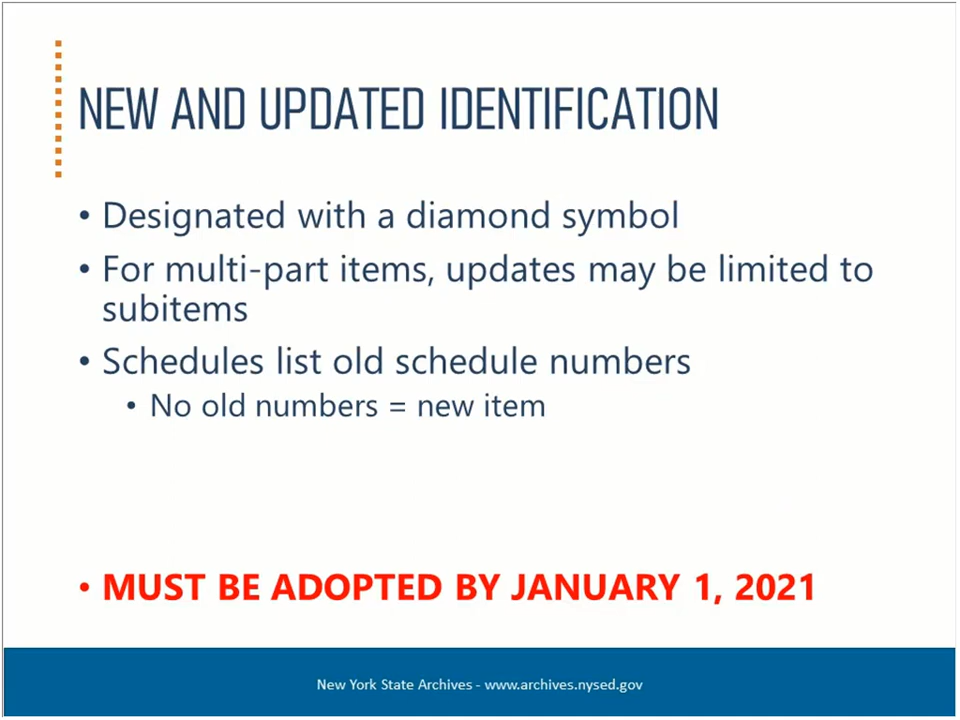 NEW AND UPDATED IDENTIFICATION
• Designated with a diamond symbol
• For multi-part items, updates may be limited to
subitems
• Schedules list old schedule numbers
• No old numbers = new item
• MUST BE ADOPTED BY JANUARY 1, 2021
New York State Archives - www.archives.nysed.gov